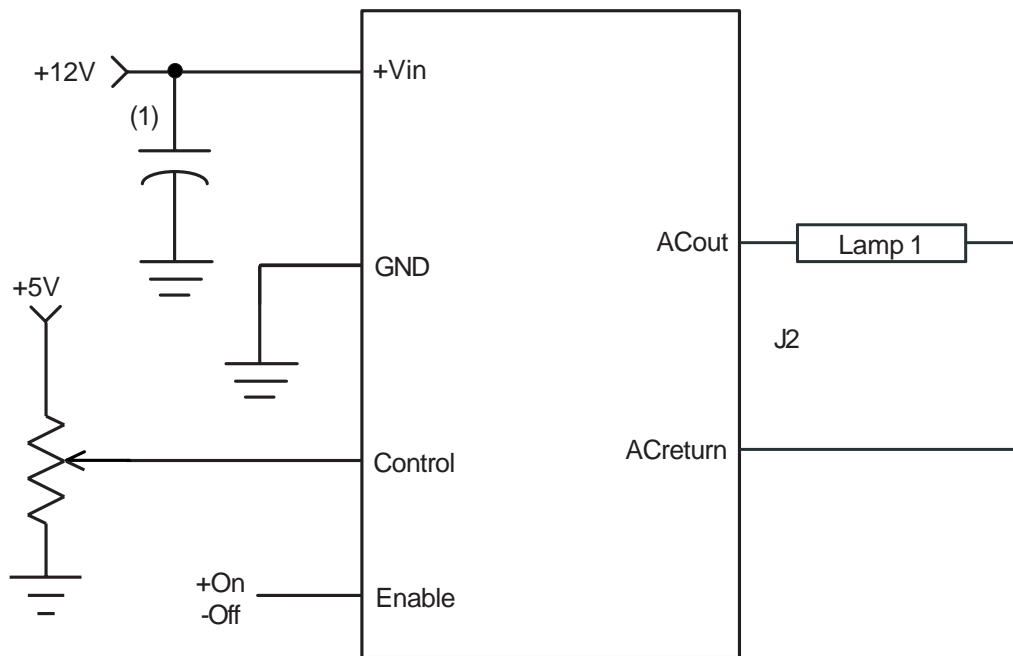 +12V
+Vin
(1)
ACout
Lamp 1
GND
+5V
J2
ACreturn
Control
+On
-Off
Enable